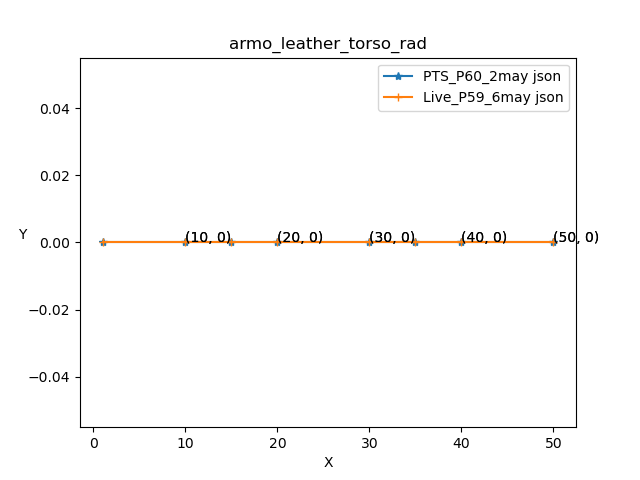 armo_leather_torso_rad
PTS_P60_2may json
Live_P59_6may json
0.04
0.02
0.00
−0.02
−0.04
Y
(10, 0) (20, 0) (30, 0) (40, 0) (50, 0)
0 10 20 30 40 50
X